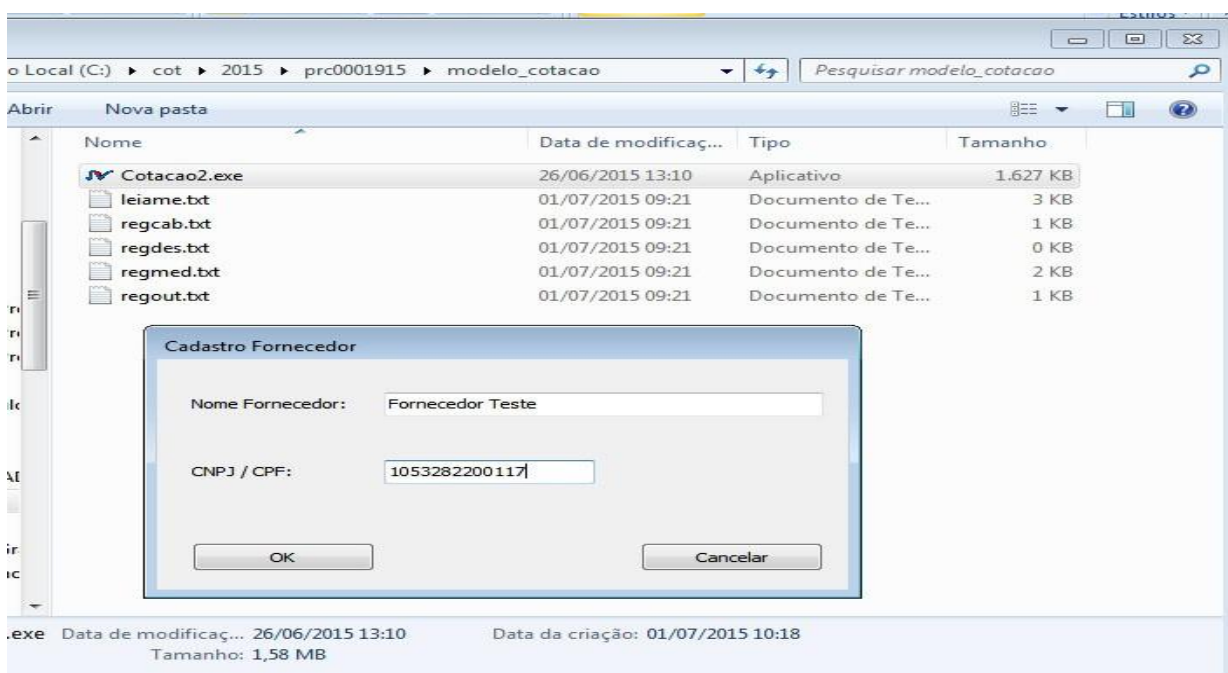 o Local (C:) ▸ cot ▸ 2015 ▸ prc0001915 ▸ modelo_cotacao Pesquisar modelo_cotacao
Abrir Nova pasta
Nome Data de modificaç... Tipo Tamanho
Cotacao2.exe 26/06/2015 13:10 Aplicativo 1.627 KB
leiame.txt 01/07/2015 09:21 Documento de Te... 3 KB
regcab.txt 01/07/2015 09:21 Documento de Te... 1 KB
regdes.txt 01/07/2015 09:21 Documento de Te... 0 KB
regmed.txt 01/07/2015 09:21 Documento de Te... 2 KB
regout.txt 01/07/2015 09:21 Documento de Te... 1 KB
Cadastro Fornecedor
Nome Fornecedor: Fornecedor Teste
CNPJ / CPF: 1053282200117
OK Cancelar
.exe Data de modificaç... 26/06/2015 13:10 Data da criação: 01/07/2015 10:18
Tamanho: 1,58 MB